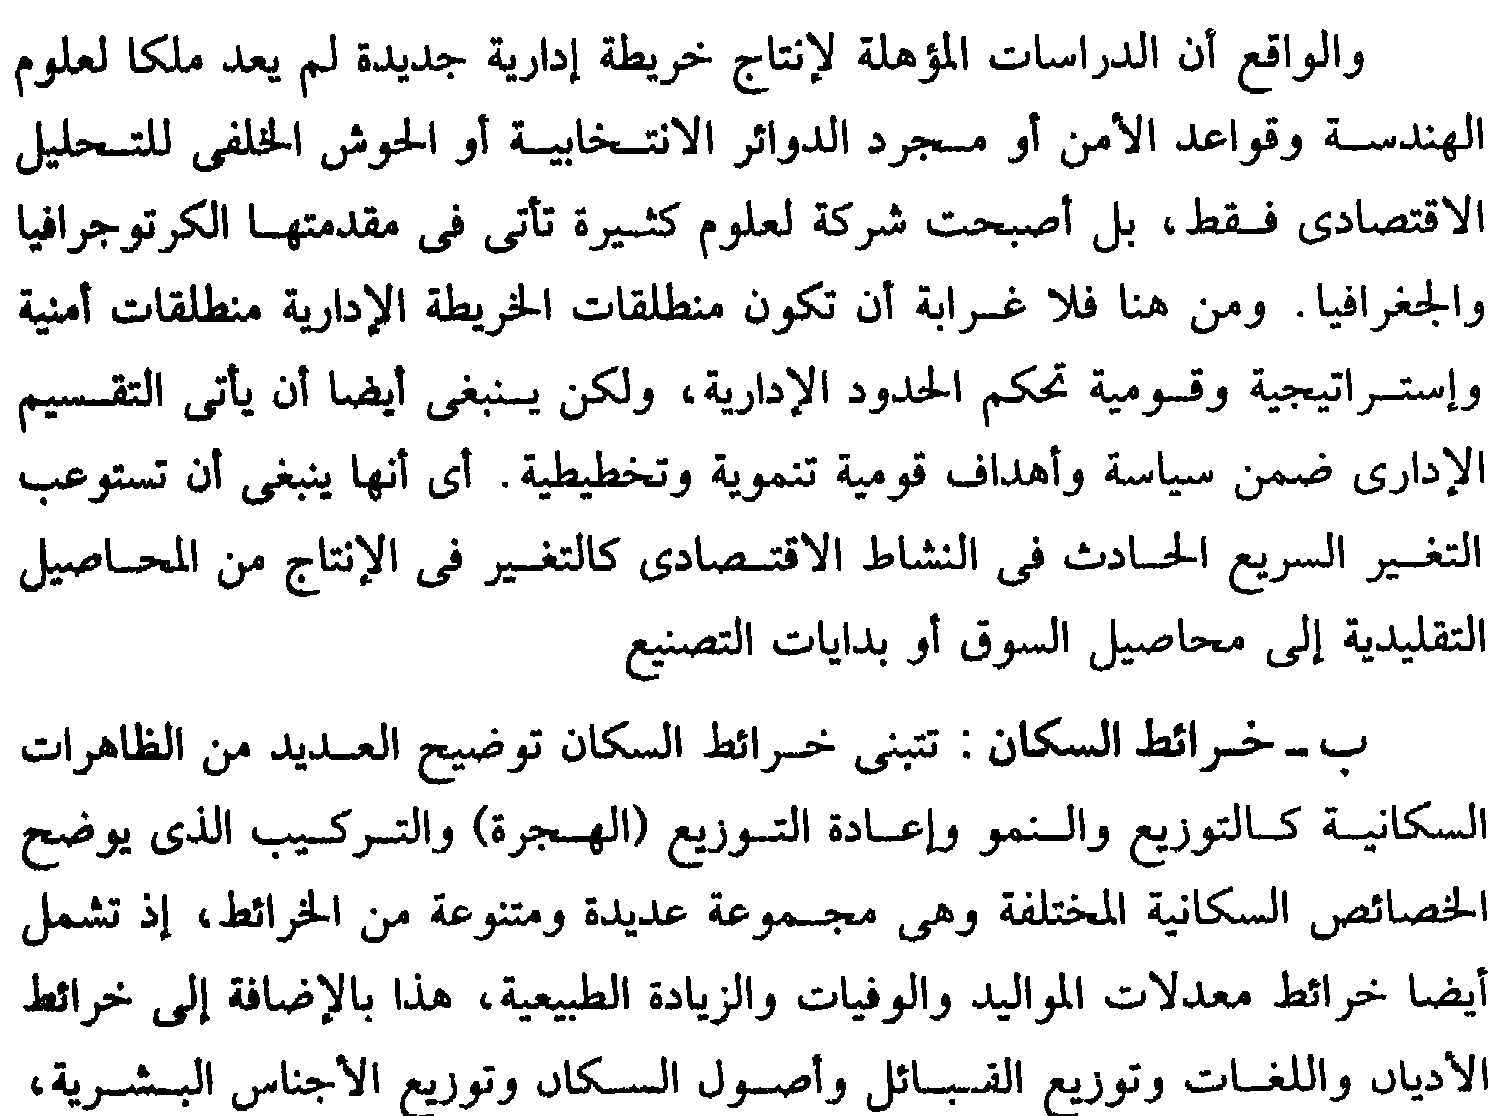 والواقع أن الدراسات المؤهلة لإنتاج خريطة إدارية جديدة لم يعد ملكا لعلوم
الهندسة وقواعد الأمن أو مجرد الدوائر الانتخابية أو الحوش الخلفى للتحليل
الاقتصادى فقط، بل أصبحت شركة لعلوم كثيرة تأتى فى مقدمتها الكرتوجرافيا
والجغرافيا. ومن هنا فلا غرابة أن تكون منطلقات الخريطة الإدارية منطلقات أمنية
وإستراتيجية وقومية تحكم الحدود الإدارية، ولكن ينبغى أيضا أن يأتى التقسيم
الإدارى ضمن سياسة وأهداف قومية تنموية وتخطيطية. أى أنها ينبغى أن تستوعب
التغير السريع الحادث فى النشاط الاقتصادى كالتغير فى الإنتاج من المحاصيل
التقليدية إلى محاصيل السوق أو بدايات التصنيع
ب - خرائط السكان : تتبنى خرائط السكان توضيح العديد من الظاهرات
السكانية كالتوزيع والنمو وإعادة التوزيع (الهجرة) والتركيب الذى يوضح
الخصائص السكانية المختلفة وهى مجموعة عديدة ومتنوعة من الخرائط، إذ تشمل
أيضا خرائط معدلات المواليد والوفيات والزيادة الطبيعية، هذا بالإضافة إلى خرائط
الأديان واللغات وتوزيع القبائل وأصول السكان وتوزيع الأجناس البشرية،